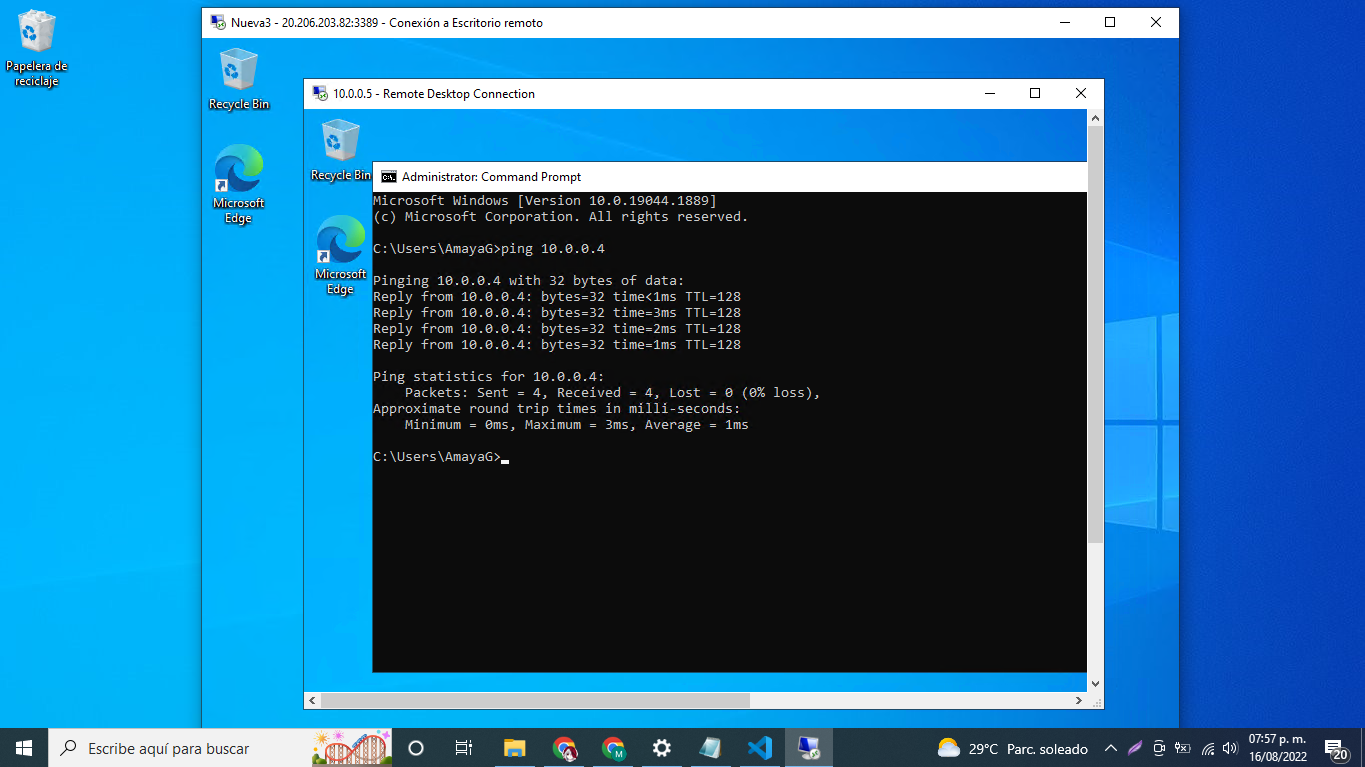 Papelera de
reciclaje
Nueva3 - 20.206.203.82:3389 - Conexión a Escritorio remoto
Recycle Bin
Microsoft
Edge
10.0.0.5 - Remote Desktop Connection
Recycle Bin
Microsoft
Edge
Administrator: Command Prompt
Microsoft Windows [Version 10.0.19044.1889]
(c) Microsoft Corporation. All rights reserved.
C:\Users\AmayaG>ping 10.0.0.4
Pinging 10.0.0.4 with 32 bytes of data:
Reply from 10.0.0.4: bytes=32 time<1ms TTL=128
Reply from 10.0.0.4: bytes=32 time=3ms TTL=128
Reply from 10.0.0.4: bytes=32 time=2ms TTL=128
Reply from 10.0.0.4: bytes=32 time=1ms TTL=128
Ping statistics for 10.0.0.4:
Packets: Sent = 4, Received = 4, Lost = 0 (0% loss),
Approximate round trip times in milli-seconds:
Minimum = 0ms, Maximum = 3ms, Average = 1ms
C:\Users\AmayaG>
Escribe aquí para buscar
29°C Parc. soleado
07:57 p. m.
16/08/2022
20